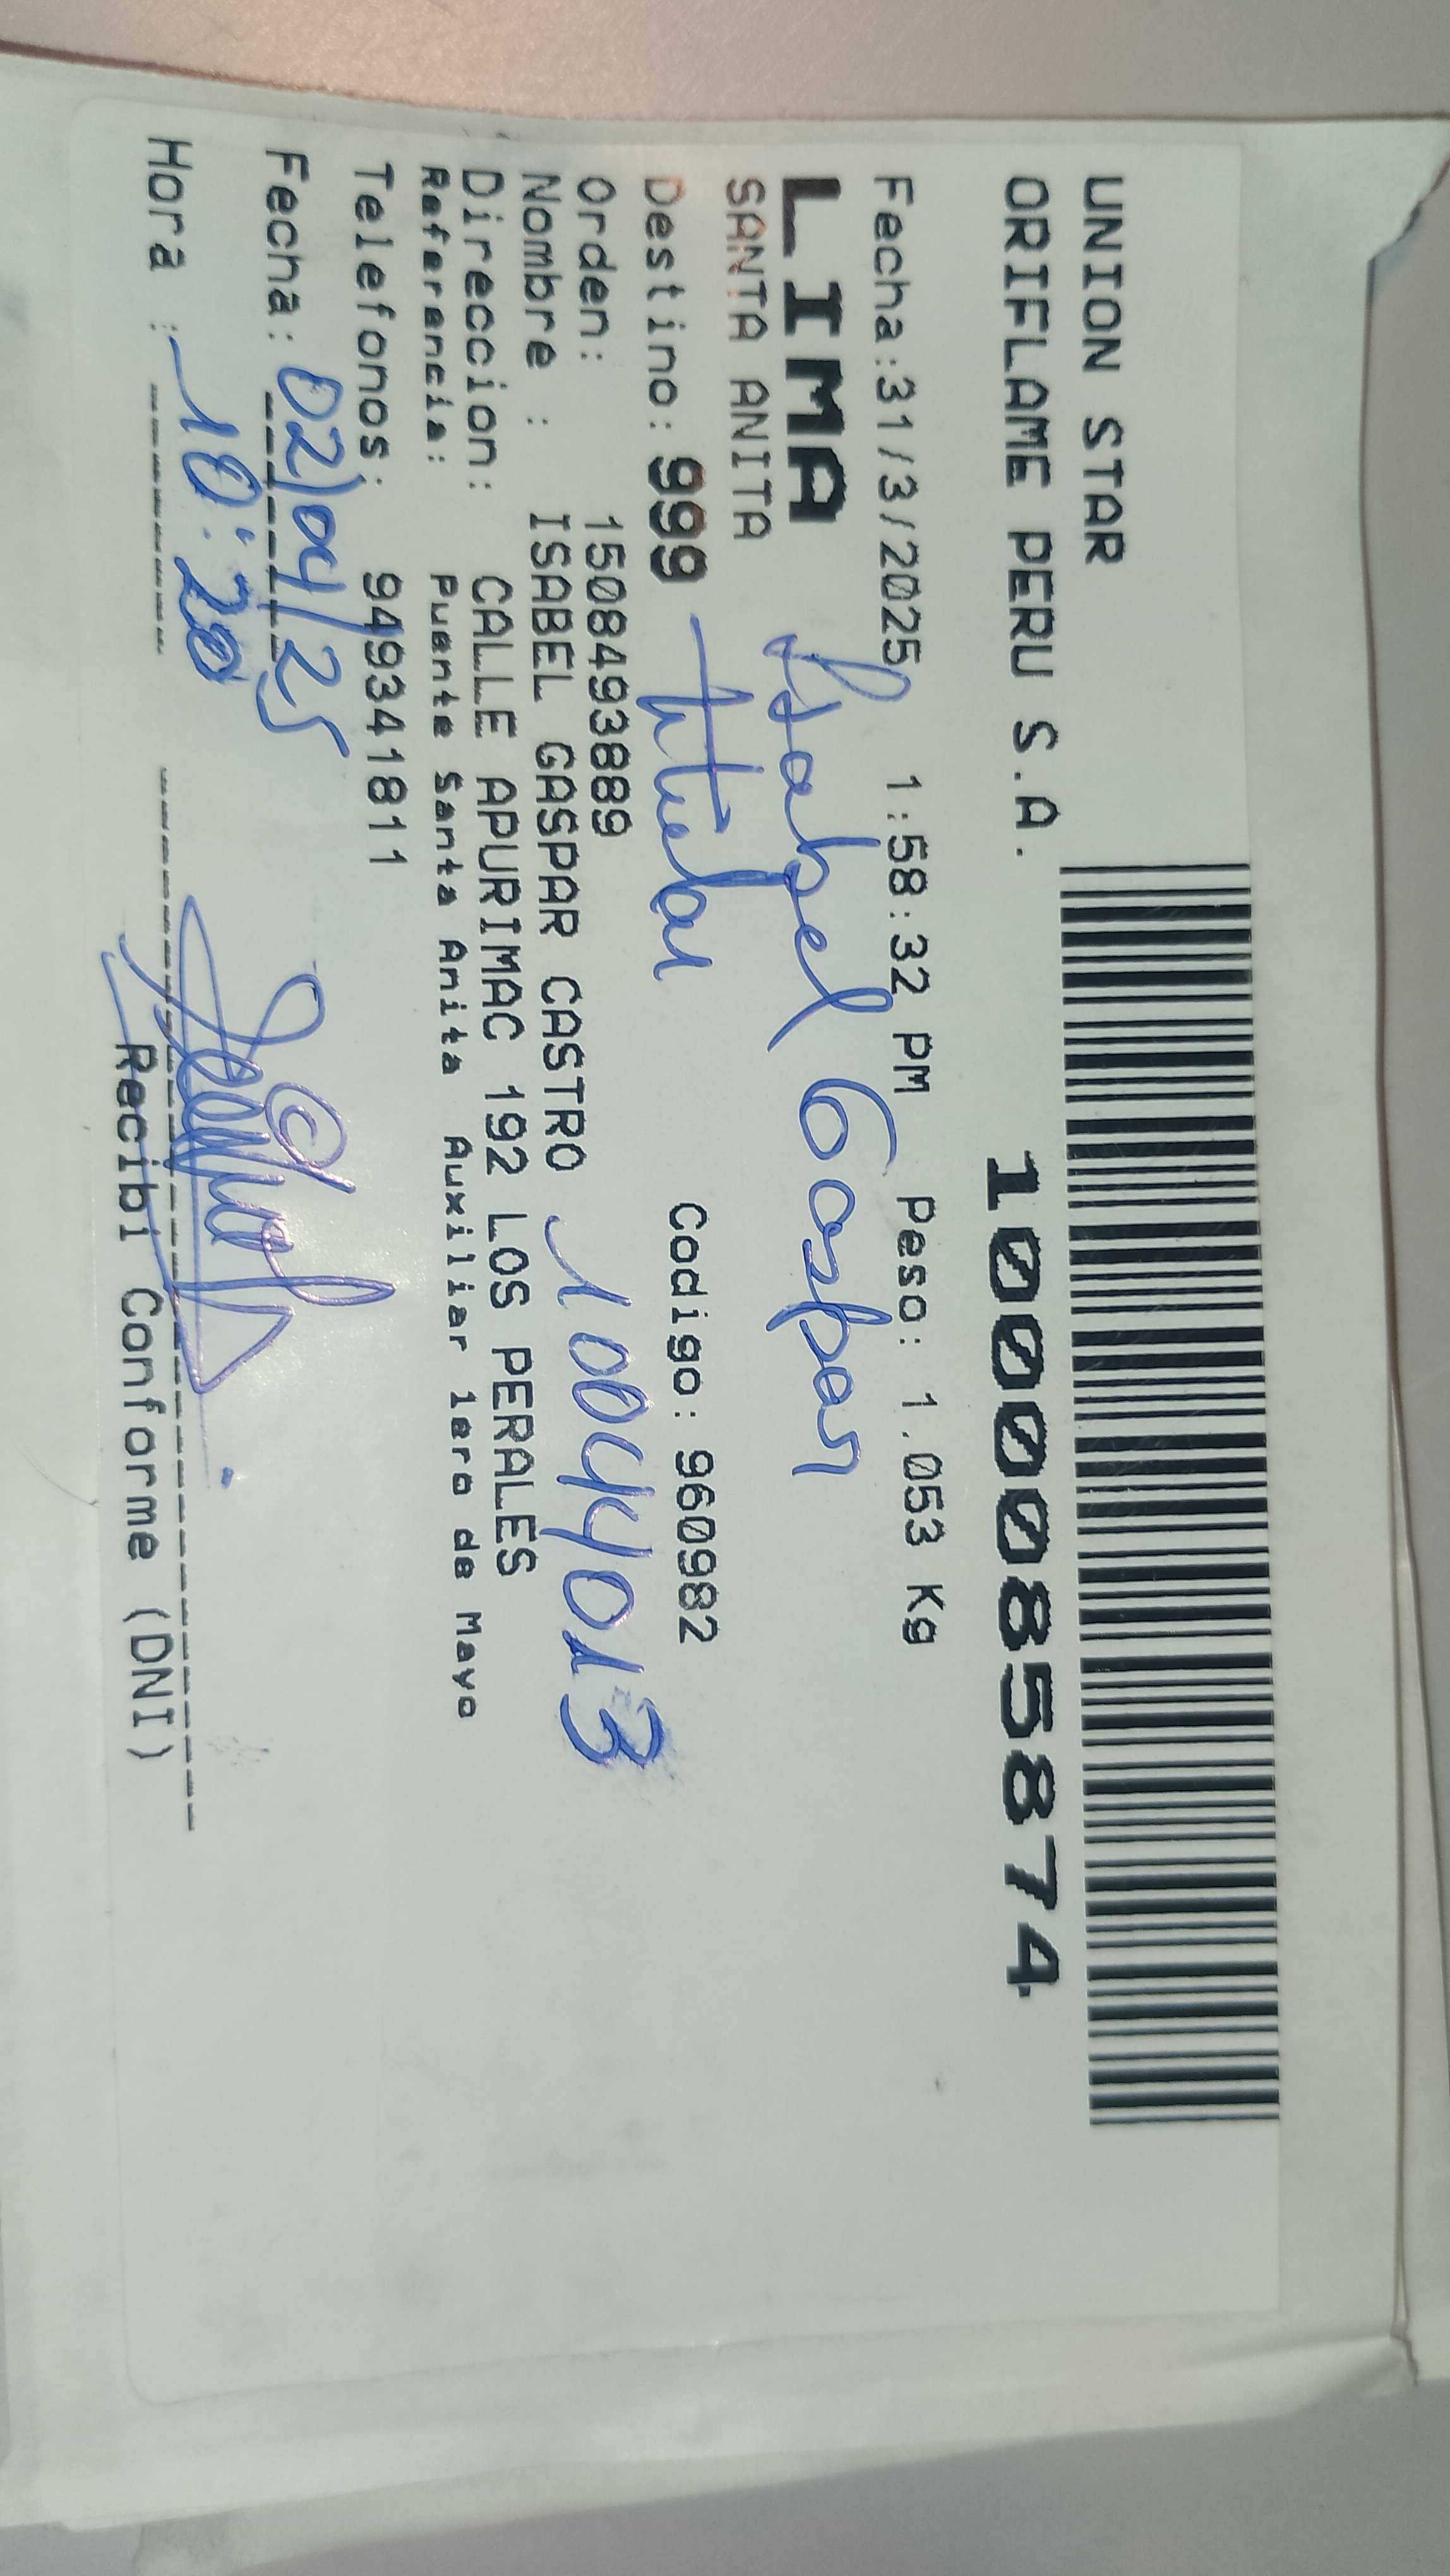 UNION STAR
ORIFLAME PERU S.A.
10000858874
Fecha:31/3/2025 1:58:32 PM Peso: 1.053 Kg
LIMA
Isabel Gaspar
SANTA ANITA
Destino: 999 Codigo: 960982
titular
Orden: 1508493889
Nombre : ISABEL GASPAR CASTRO 10044013
Direccion: CALLE APURIMAC 192 LOS PERALES
Referencia: Puente Santa Anita Auxiliar 1ero de Mayo
Telefonos: 949341811
Fecha: 02/04/25
Hora : 10:20
Recibi Conforme (DNI)